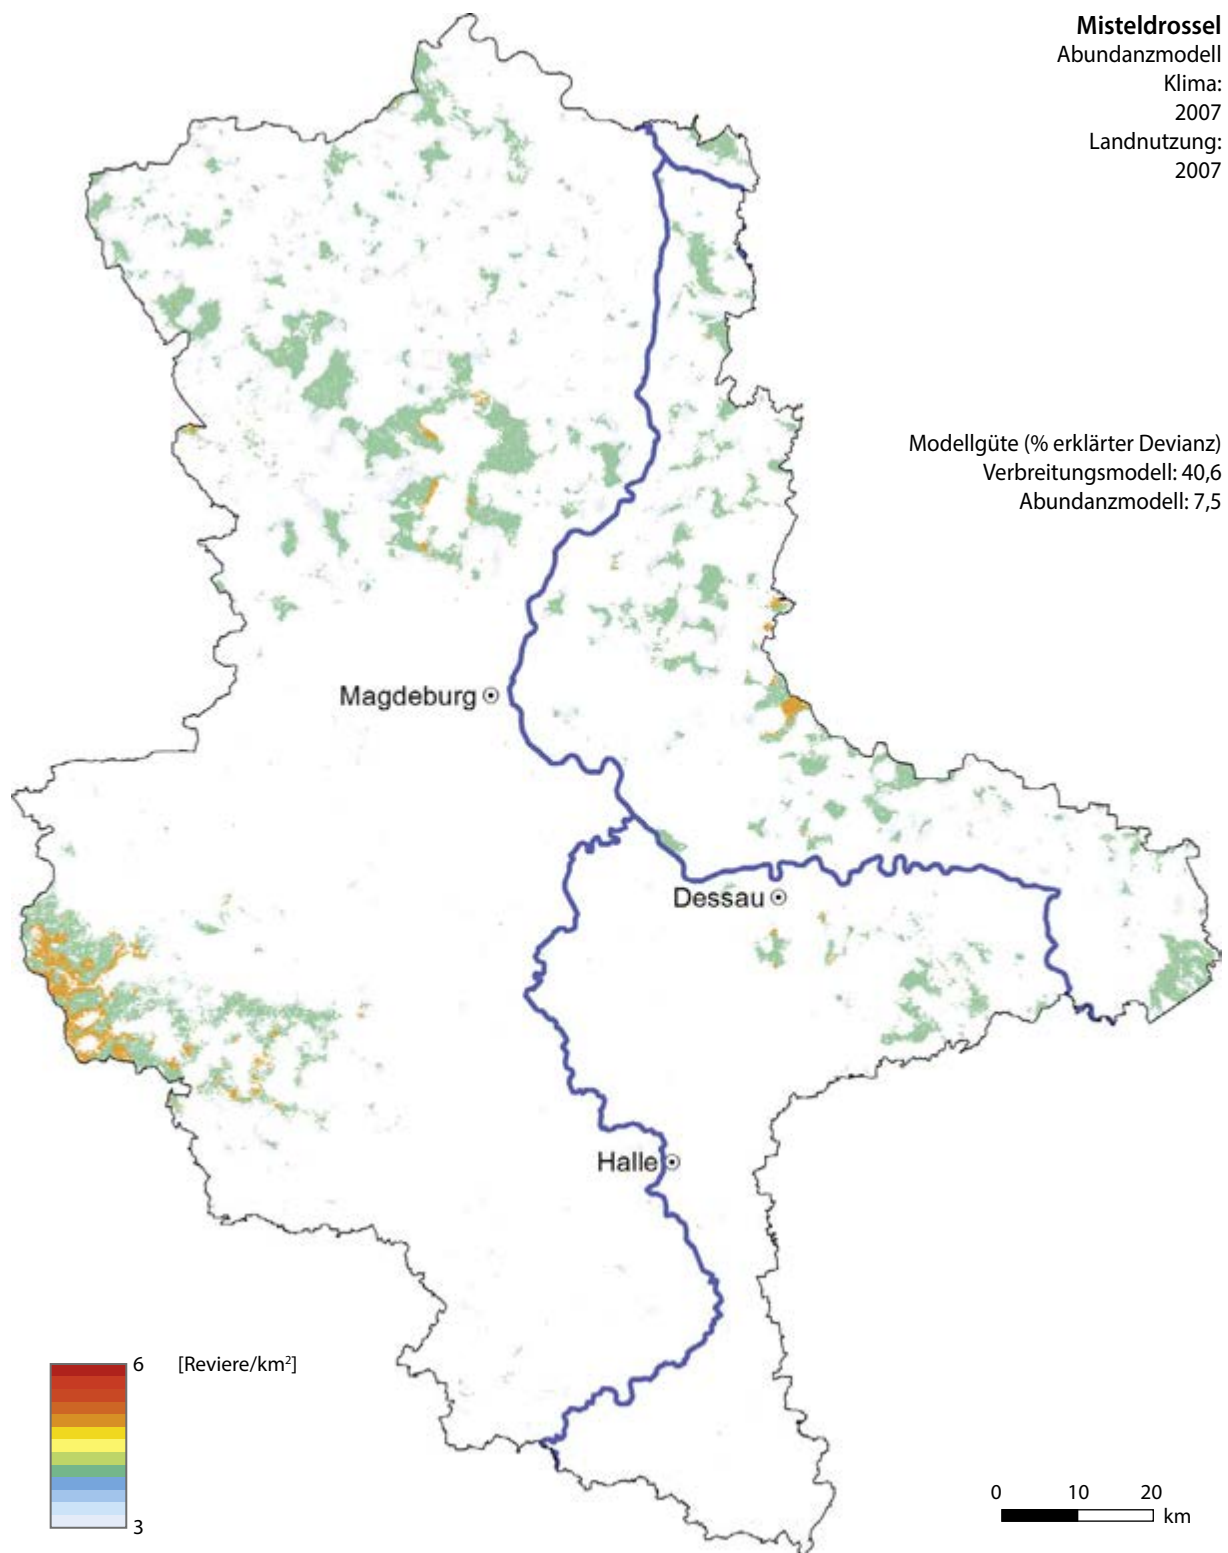 Misteldrossel
Abundanzmodell
Klima:
2007
Landnutzung:
2007
Modellgüte (% erklärter Devianz)
Verbreitungsmodell: 40,6
Abundanzmodell: 7,5
Magdeburg
Dessau
Halle
6 [Reviere/km²]
3
0 10 20
km